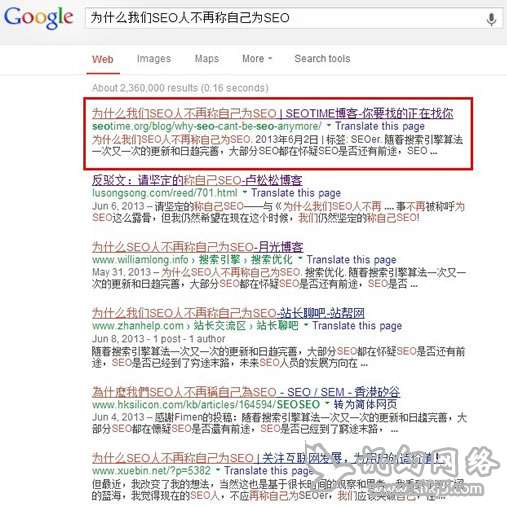 Google 为什么我们SEO人不再称自己为SEO
Web Images Maps More Search tools
About 2,360,000 results (0.16 seconds)
为什么我们SEO人不再称自己为SEO | SEOTIME博客-你要找的正在找你
seotime.org/blog/why-seo-cant-be-seo-anymore/ Translate this page
为什么我们SEO人不再称自己为SEO. 2013年6月2日 | 标签: SEOer. 随着搜索引擎算法
一次又一次的更新和日趋完善，大部分SEO都在怀疑SEO是否还有前途，SEO ...
反驳文：请坚定的称自己SEO-卢松松博客
lusongsong.com/reed/701.html Translate this page
Jun 6, 2013 – 请坚定的称自己SEO——与《为什么我们SEO人不再 .... 事不再被称呼为
SEO这么露骨，但我仍然希望在现在这个时候，我们仍然坚定的称自己SEO!
为什么SEO人不再称自己为SEO-月光博客
www.williamlong.info › 搜索引擎 › 搜索优化 Translate this page
May 31, 2013 – 为什么SEO人不再称自己为SEO. 搜索优化. 随着搜索引擎算法一次又一
次的更新和日趋完善，大部分SEO都在怀疑SEO是否还有前途，SEO是否 ...
为什么SEO人不再称自己为SEO-站长聊吧-站帮网
www.zhanhelp.com › 站长交流区 › 站长聊吧 Translate this page
Jun 8, 2013 - 1 post - 1 author
随着搜索引擎算法一次又一次的更新和日趋完善，大部分SEO都在怀疑SEO是否还有前
途，SEO是否已经到了穷途末路，未来SEO人员的发展方向在 ...
為什麼我們SEO人不再稱自己為SEO - SEO / SEM - 香港矽谷
www.hksilicon.com/kb/articles/164594/SEOSEO 转为简体网页
Jun 4, 2013 – 感謝Fimen的投稿：隨着搜索引擎算法一次又一次的更新和日趨完善，大
部分SEO都在懷疑SEO是否還有前途，SEO是否已經到了窮途末路， ...
为什么SEO人不再称自己为SEO | 关注互联网发展，为用户创造价值！
www.xuebin.net/?p=5382 Translate this page
但最近，我改变了我的想法，当然这也是基于很长时间的观察和思考。我看到了
的蓝海，我觉得现在的SEO人，不应再称自己为SEOer，我们应该